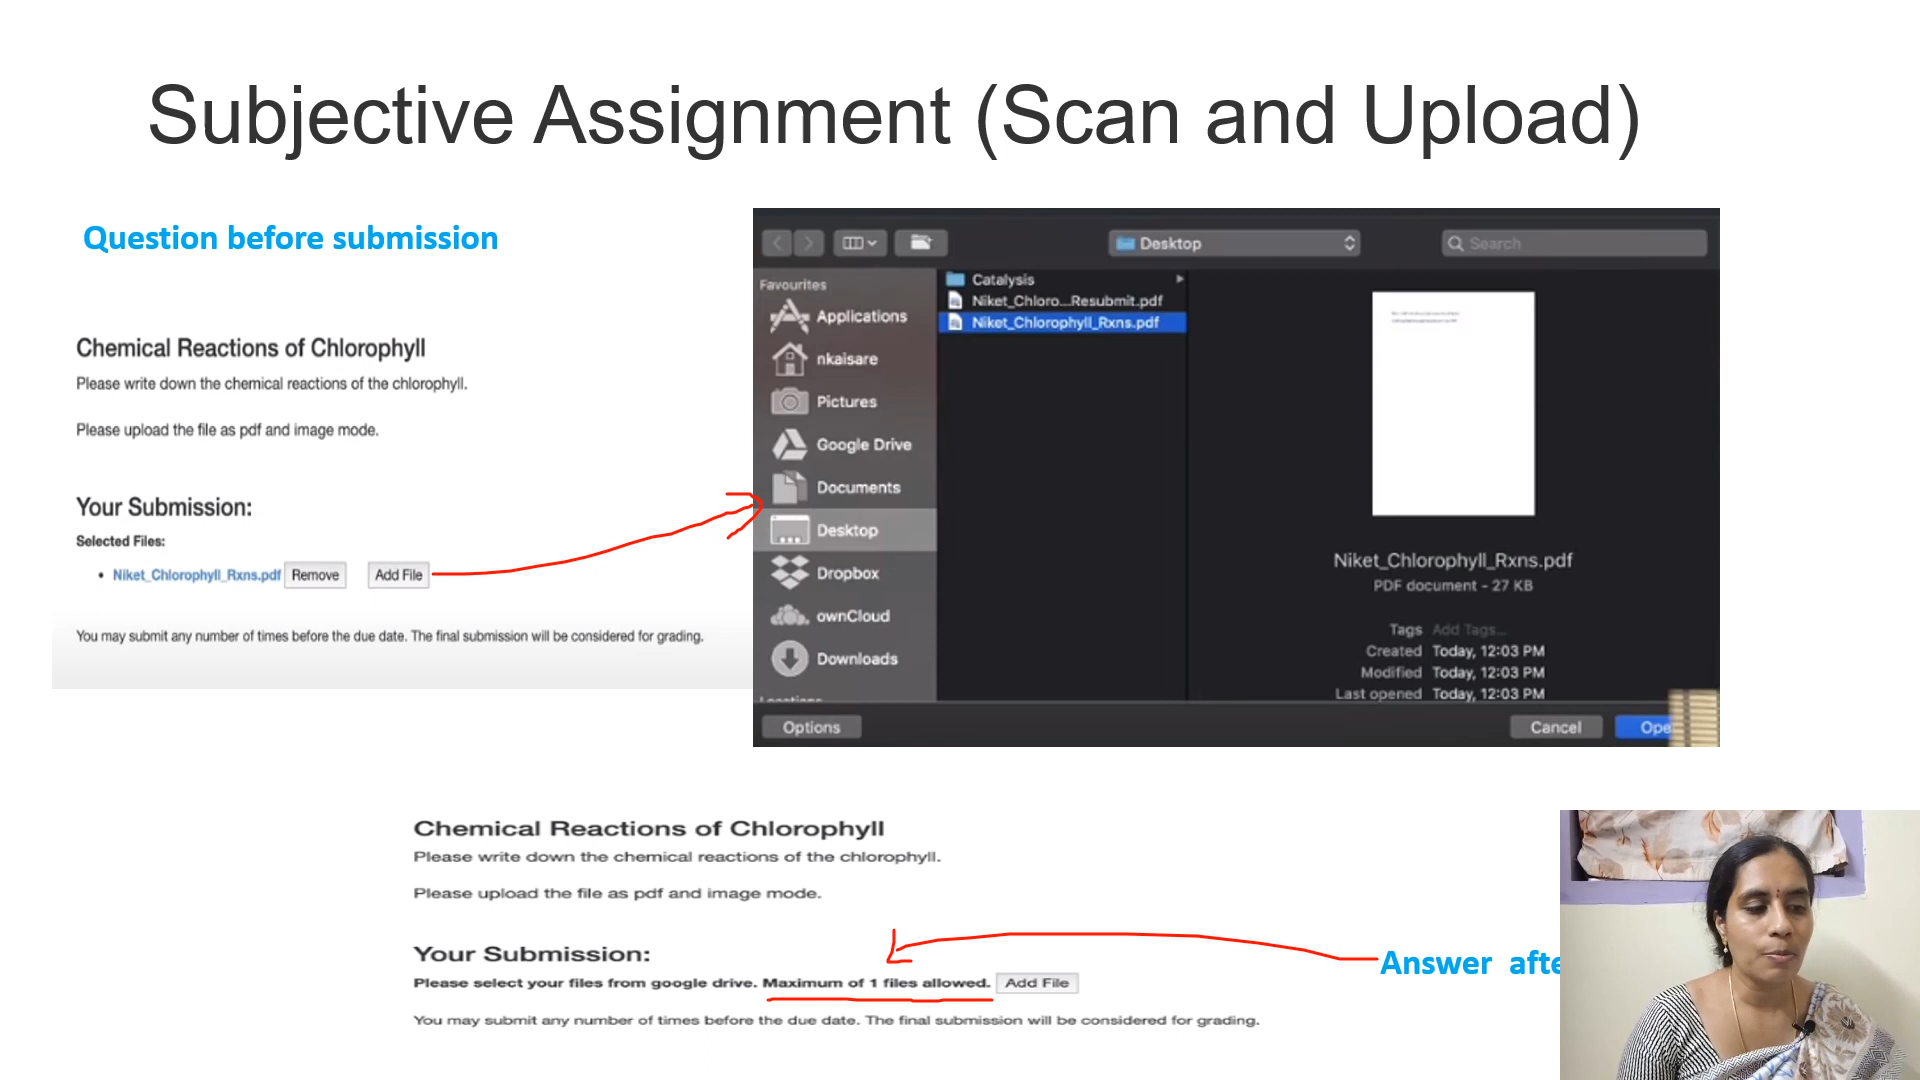 Subjective Assignment (Scan and Upload)
Question before submission
Chemical Reactions of Chlorophyll
Please write down the chemical reactions of the chlorophyll.
Please upload the file as pdf and image mode.
Your Submission:
Selected Files:
• Niket_Chlorophyll_Rxns.pdf Remove Add File
You may submit any number of times before the due date. The final submission will be considered for grading.
Desktop
Search
Favourites
Applications
nkaisare
Pictures
Google Drive
Documents
Desktop
Dropbox
ownCloud
Downloads
Locations
Catalysis
Niket_Chloro...Resubmit.pdf
Niket_Chlorophyll_Rxns.pdf
Niket_Chlorophyll_Rxns.pdf
PDF document - 27 KB
Tags Add Tags...
Created Today, 12:03 PM
Modified Today, 12:03 PM
Last opened Today, 12:03 PM
Options
Cancel
Ope
Chemical Reactions of Chlorophyll
Please write down the chemical reactions of the chlorophyll.
Please upload the file as pdf and image mode.
Your Submission:
Please select your files from google drive. Maximum of 1 files allowed. Add File
You may submit any number of times before the due date. The final submission will be considered for grading.
Answer afte